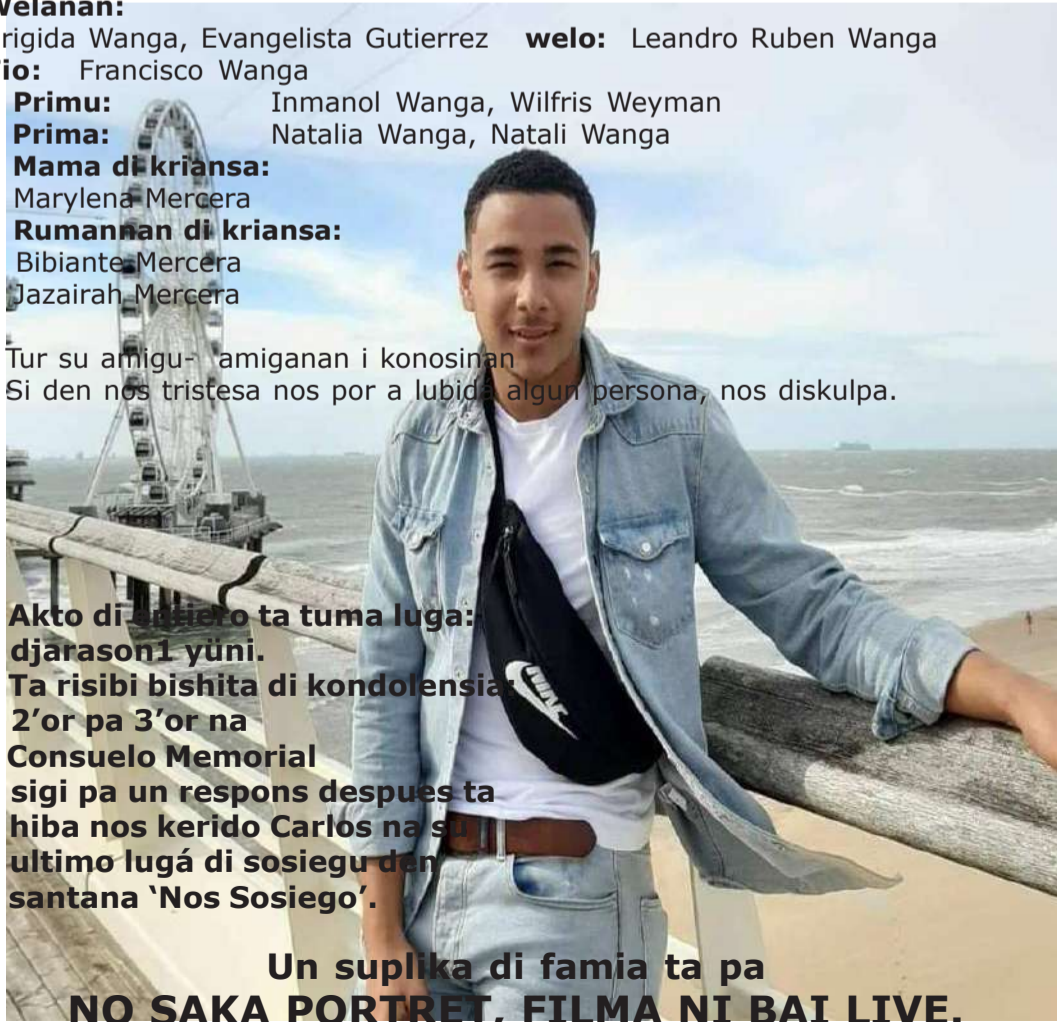 Welanan:
rigida Wanga, Evangelista Gutierrez welo: Leandro Ruben Wanga
io: Francisco Wanga
Primu: Inmanol Wanga, Wilfris Weyman
Prima: Natalia Wanga, Natali Wanga
Mama di kriansa:
Marylena Mercera
Rumannan di kriansa:
Bibiante Mercera
Jazairah Mercera
Tur su amigu- amiganan i konosinan
Si den nos tristesa nos por a lubidá algun persona, nos diskulpa.
Akto di entiero ta tuma luga:
djarason1 yüni.
Ta risibi bishita di kondolensia:
2’or pa 3’or na
Consuelo Memorial
sigi pa un respons despues ta
hiba nos kerido Carlos na su
ultimo lugá di sosiegu den
santana ‘Nos Sosiego’.
NIKE
Un suplika di famia ta pa
NO SAKA PORTRET, FILMA NI BAI LIVE.